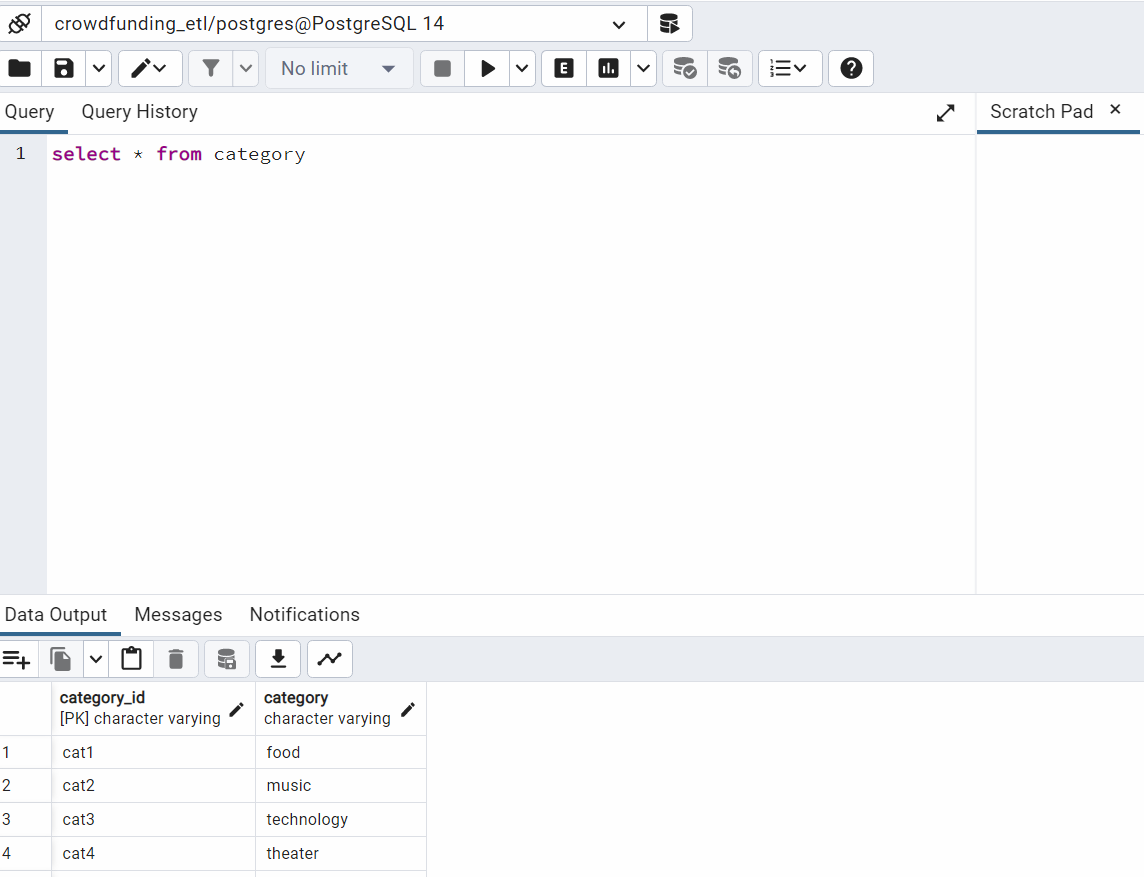 crowdfunding_etl/postgres@PostgreSQL 14
No limit
E
Query Query History
Scratch Pad ×
1 select * from category
Data Output Messages Notifications
category_id
[PK] character varying
category
character varying
1 cat1 food
2 cat2 music
3 cat3 technology
4 cat4 theater